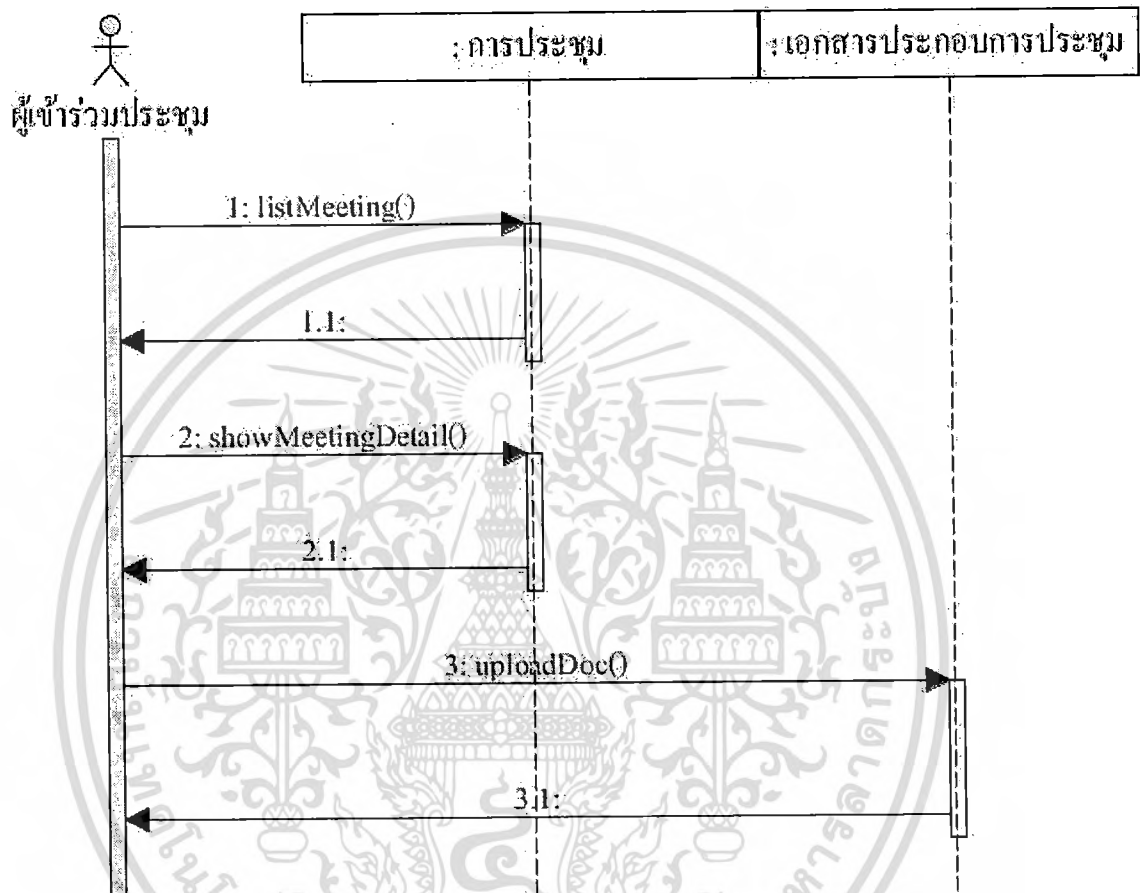 : การประชุม
: เอกสารประกอบการประชุม
ผู้เข้าร่วมประชุม
1: listMeeting()
1.1:
2: showMeetingDetail()
2.1:
3: uploadDoc()
3.1: